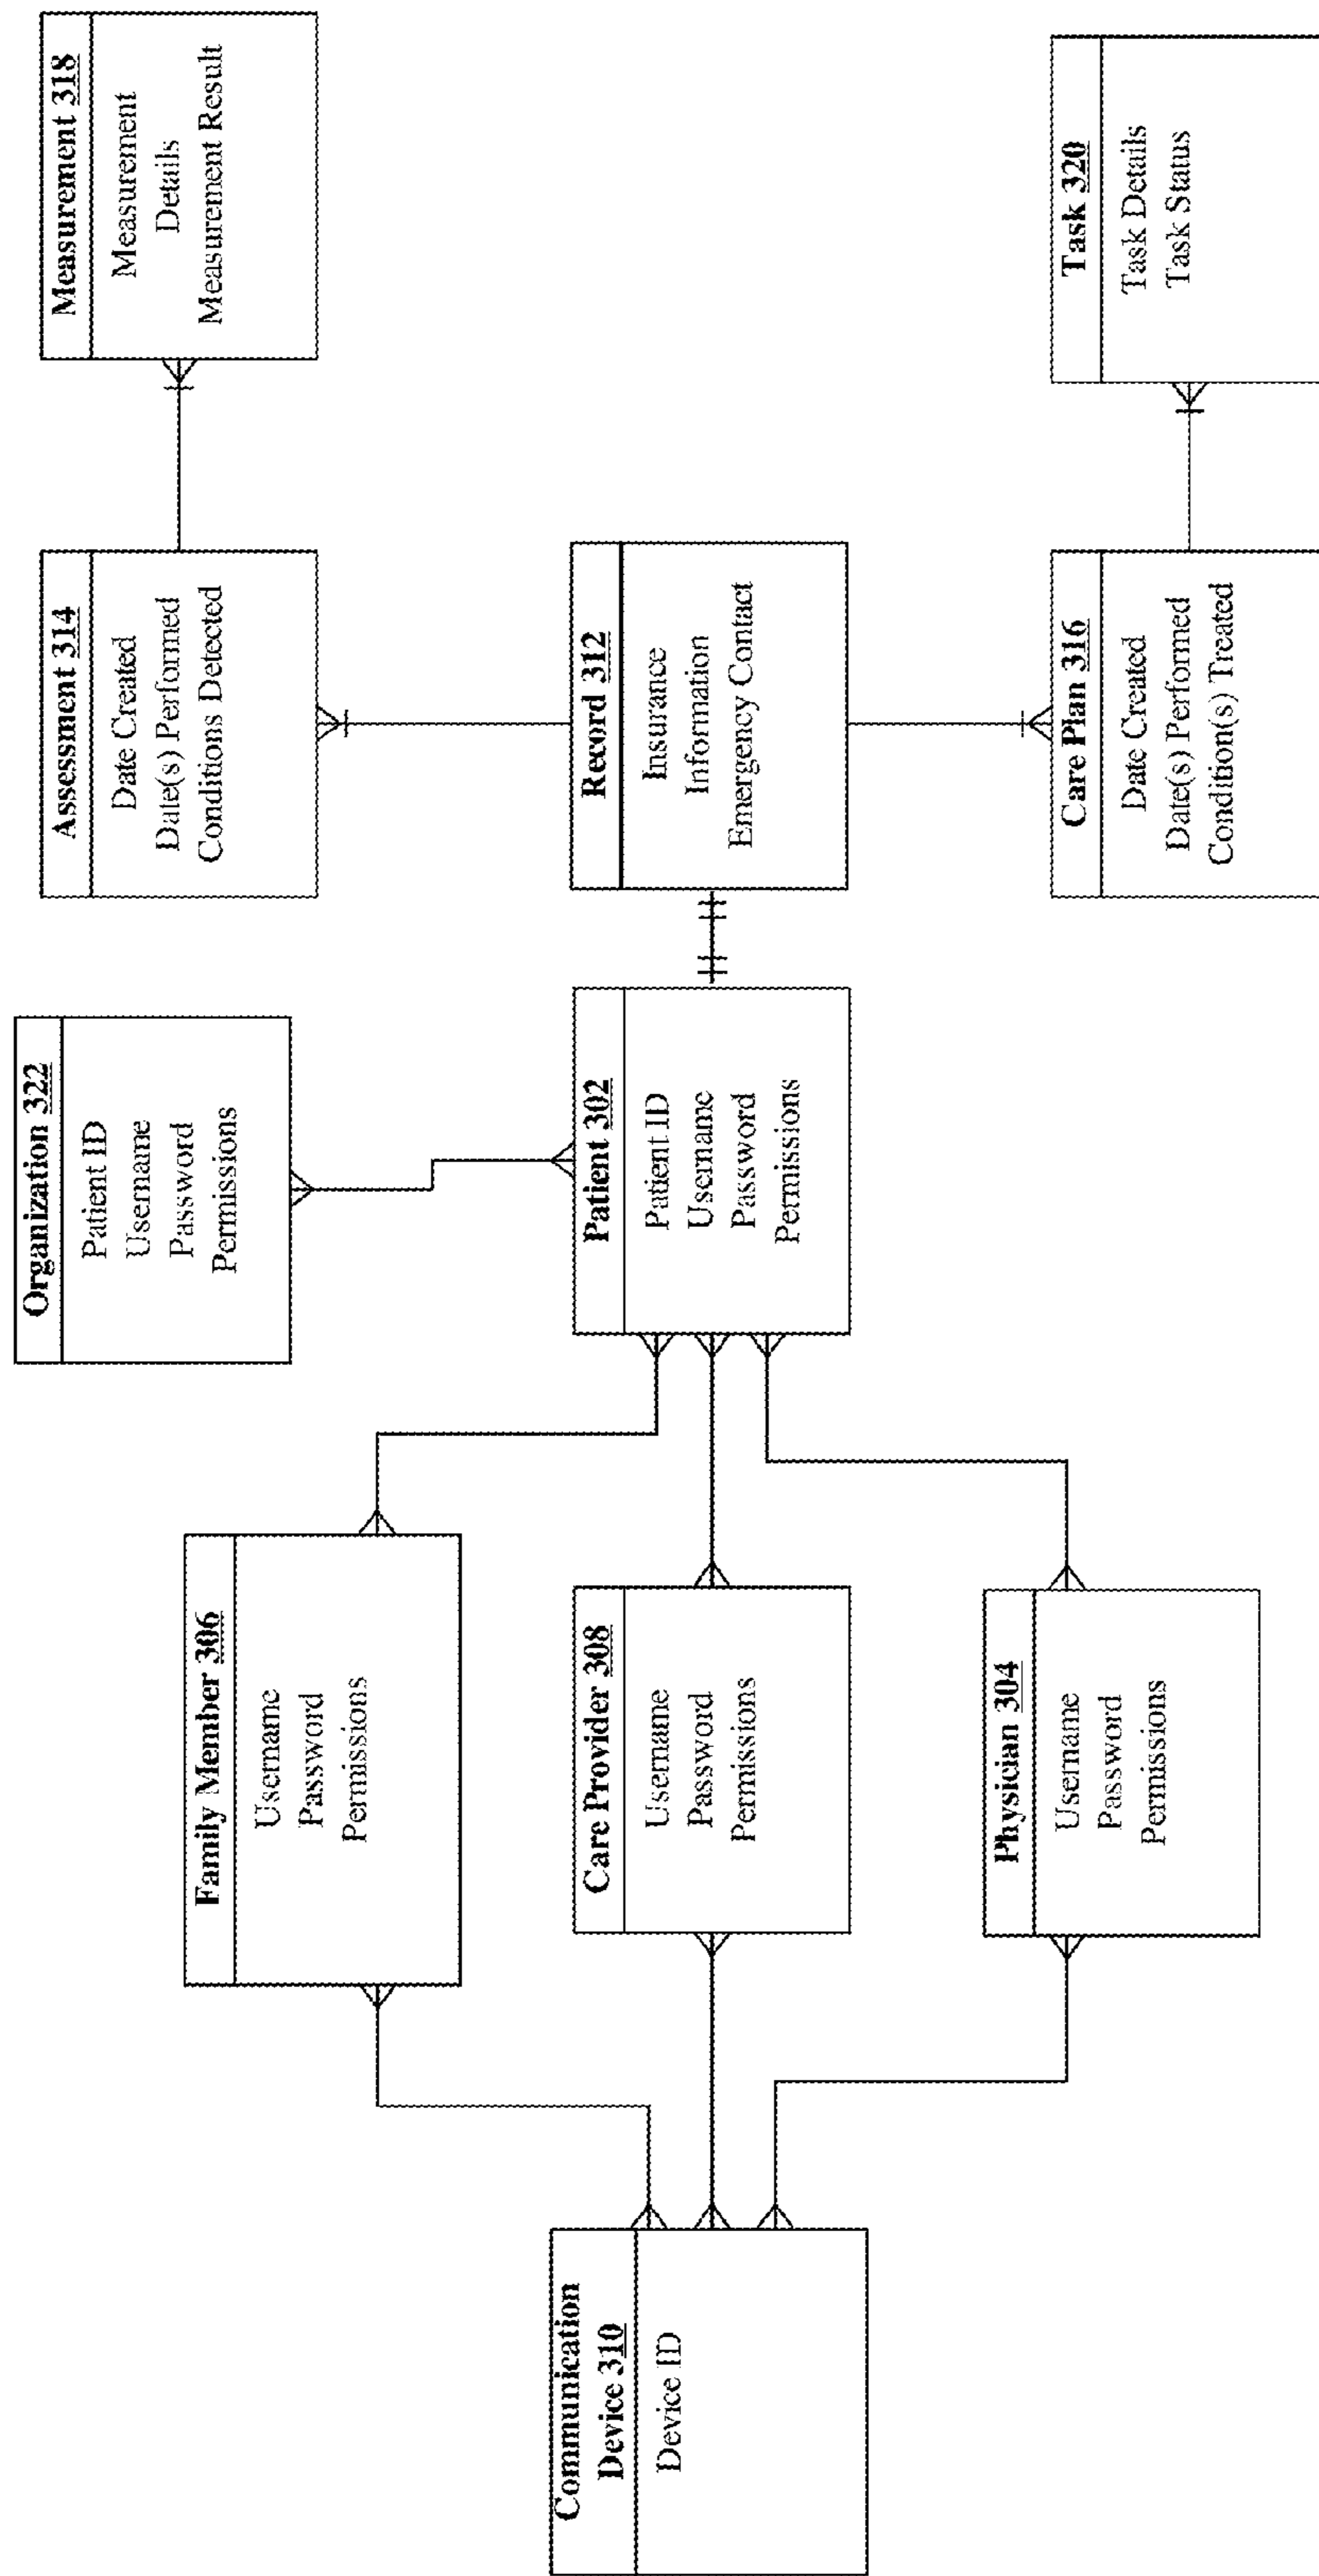 Communication
Device 310
Device ID
Family Member 306
Username
Password
Permissions
Care Provider 308
Username
Password
Permissions
Physician 304
Username
Password
Permissions
Organization 322
Patient ID
Username
Password
Permissions
Patient 302
Patient ID
Username
Password
Permissions
Assessment 314
Date Created
Date(s) Performed
Conditions Detected
Record 312
Insurance
Information
Emergency Contact
Care Plan 316
Date Created
Date(s) Performed
Condition(s) Treated
Measurement 318
Measurement
Details
Measurement Result
Task 320
Task Details
Task Status